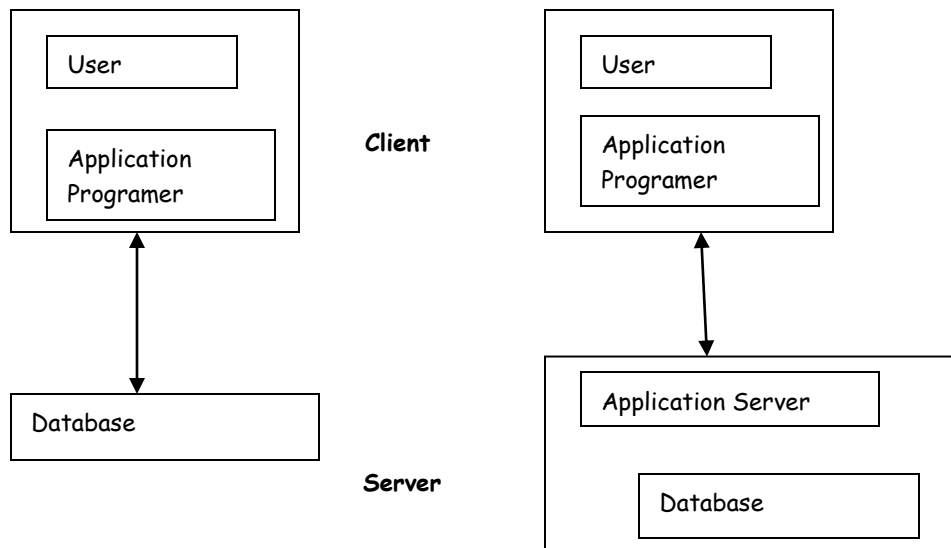 User
Application
Programer
Client
User
Application
Programer
Database
Server
Application Server
Database